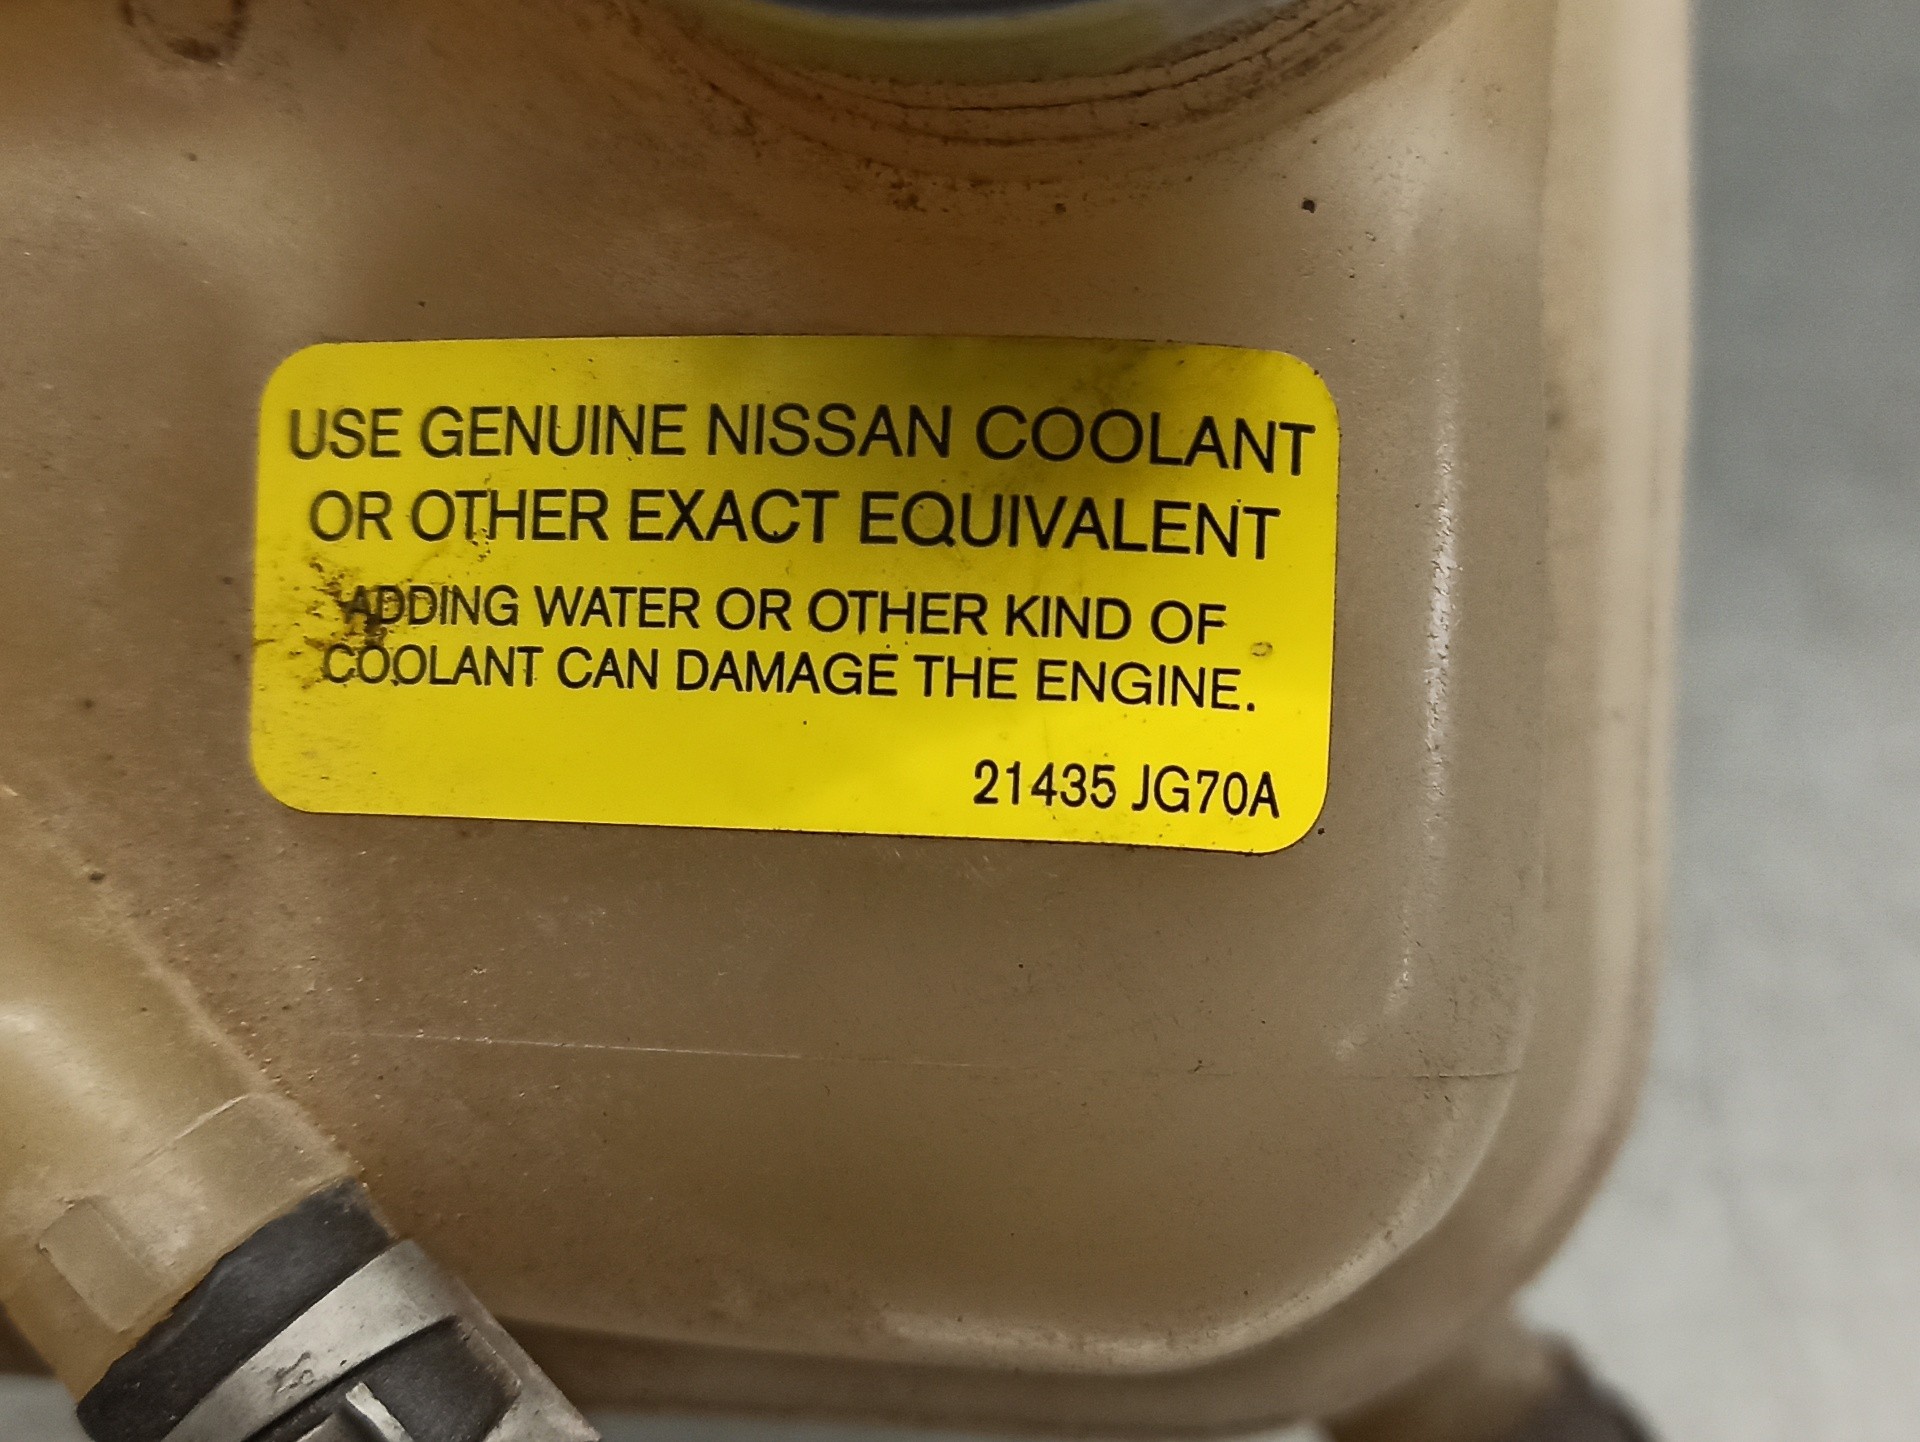 USE GENUINE NISSAN COOLANT
OR OTHER EXACT EQUIVALENT
ADDING WATER OR OTHER KIND OF
COOLANT CAN DAMAGE THE ENGINE.
21435 JG70A